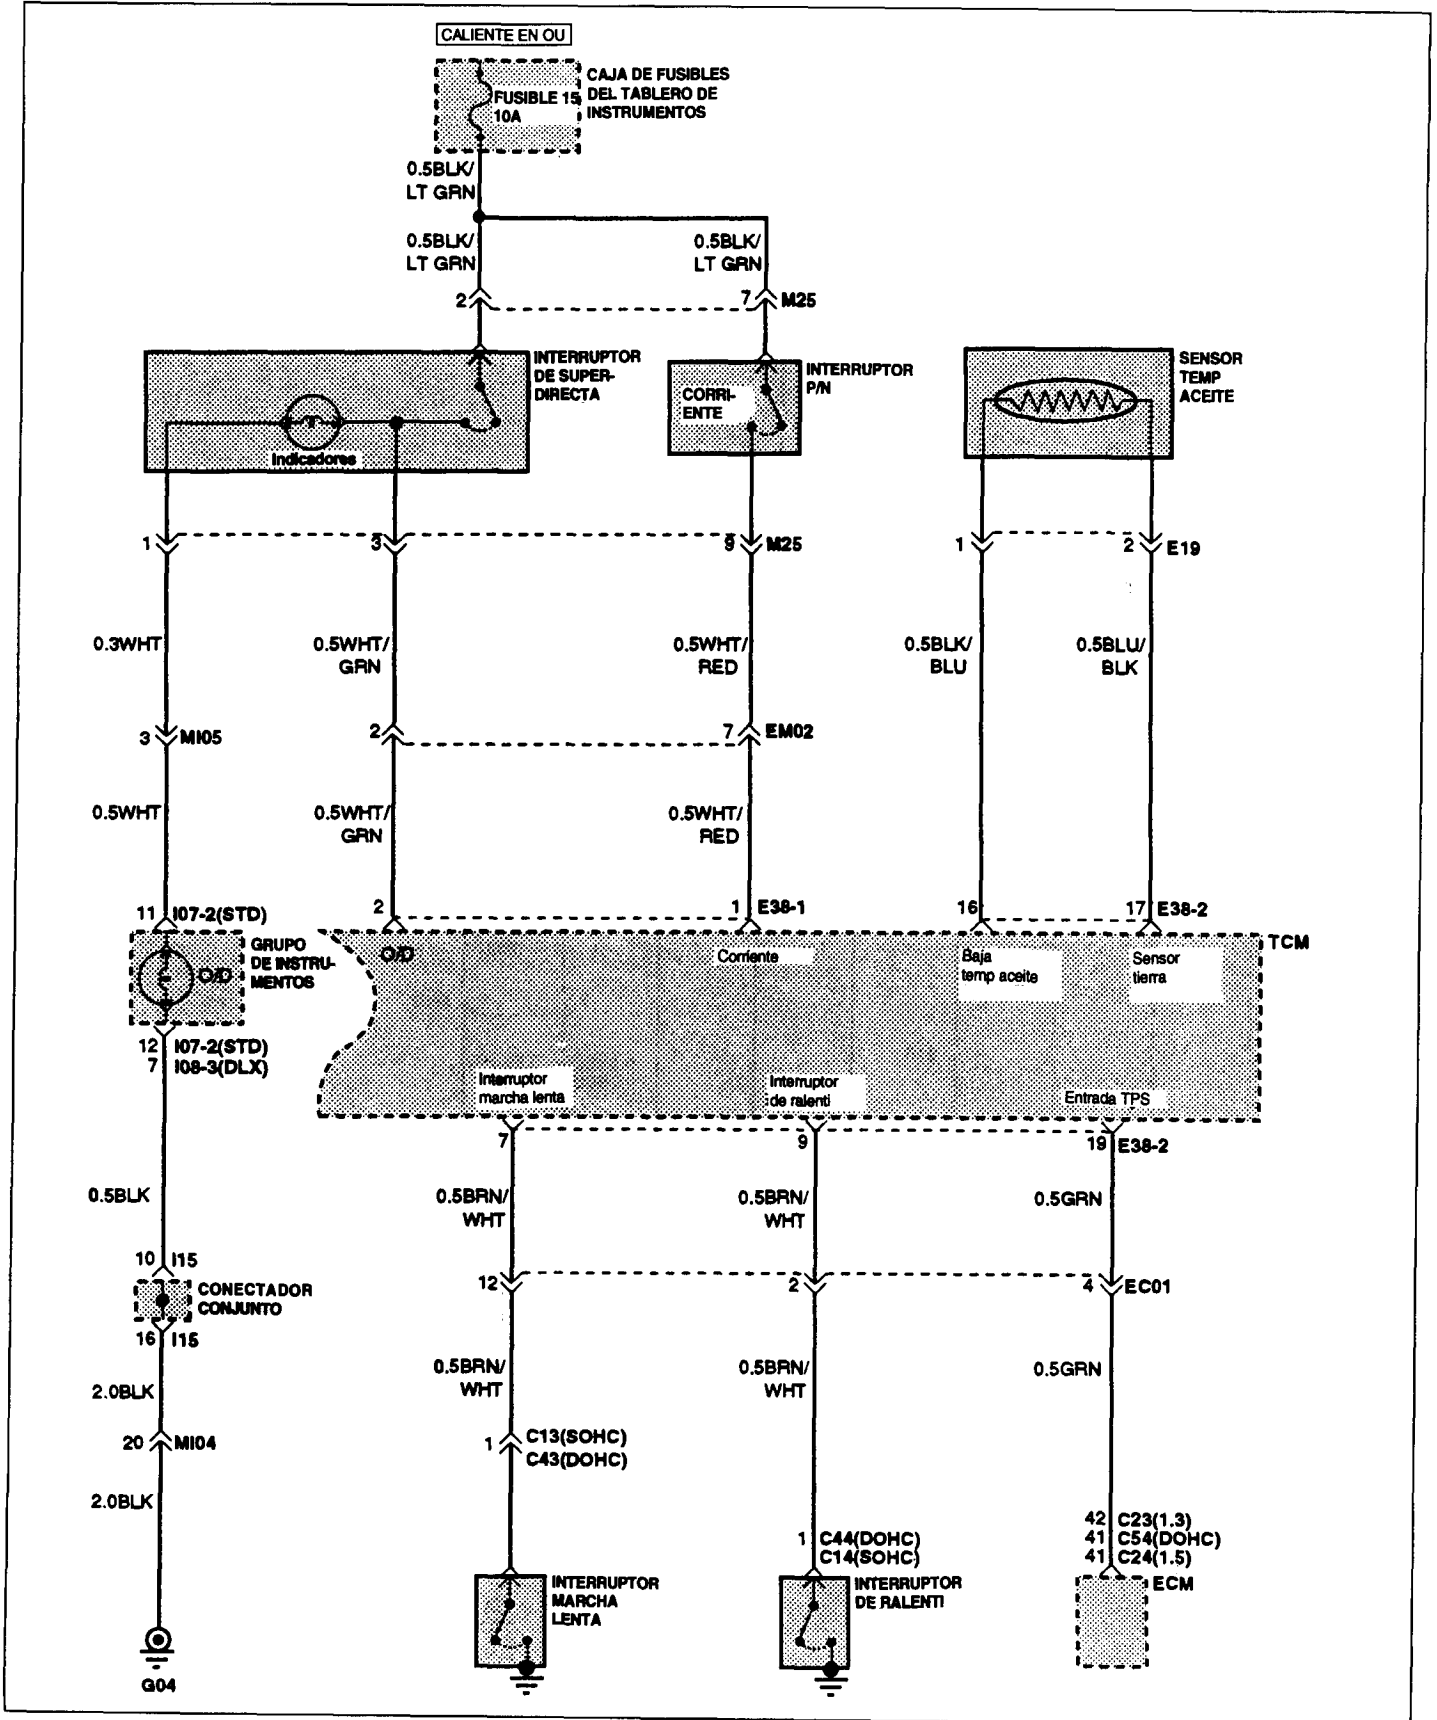 CALIENTE EN OU
FUSIBLE 15
10A
CAJA DE FUSIBLES
DEL TABLERO DE
INSTRUMENTOS
0.5BLK/
LT GRN
0.5BLK/
LT GRN
0.5BLK/
LT GRN
2
7
M25
INTERRUPTOR
DE SUPER-
DIRECTA
Indicadores
CORRI-
ENTE
INTERRUPTOR
P/N
SENSOR
TEMP
ACEITE
1
3
9
M25
1
2
E19
0.3WHT
0.5WHT/
GRN
0.5WHT/
RED
0.5BLK/
BLU
0.5BLU/
BLK
3
MI05
2
7
EM02
0.5WHT
0.5WHT/
GRN
0.5WHT/
RED
11
I07-2(STD)
2
1
E38-1
16
17
E38-2
O/D
GRUPO
DE INSTRU-
MENTOS
O/D
Corriente
Baja
temp aceite
Sensor
tierra
TCM
12 I07-2(STD)
7 I08-3(DLX)
Interruptor
marcha lenta
Interruptor
de ralenti
Entrada TPS
7
9
19
E38-2
0.5BLK
0.5BRN/
WHT
0.5BRN/
WHT
0.5GRN
10 I15
CONECTADOR
CONJUNTO
16 I15
12
2
4
EC01
2.0BLK
0.5BRN/
WHT
0.5BRN/
WHT
0.5GRN
20
MI04
1
C13(SOHC)
C43(DOHC)
2.0BLK
1
C44(DOHC)
C14(SOHC)
42 C23(1.3)
41 C54(DOHC)
41 C24(1.5)
INTERRUPTOR
MARCHA
LENTA
INTERRUPTOR
DE RALENTI
ECM
G04